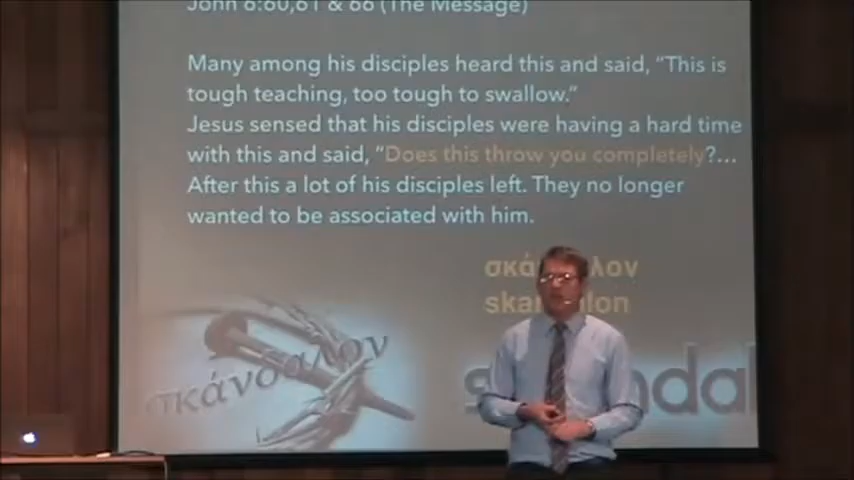 John 6:60,61 & 66 (The Message)
Many among his disciples heard this and said, “This is
tough teaching, too tough to swallow.”
Jesus sensed that his disciples were having a hard time
with this and said, “Does this throw you completely?...
After this a lot of his disciples left. They no longer
wanted to be associated with him.
σκάνδαλον